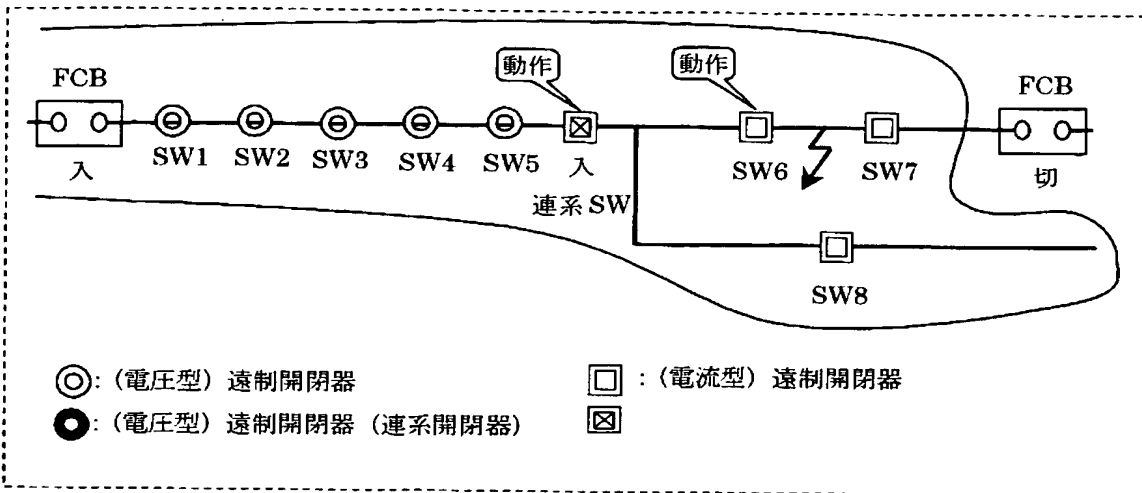 動作
動作
FCB
FCB
SW1
SW2
SW3
SW4
SW5
SW6
SW7
入
入
切
連系SW
SW8
◎:（電圧型）遠制開閉器
:（電圧型）遠制開閉器（連系開閉器）
:（電流型）遠制開閉器